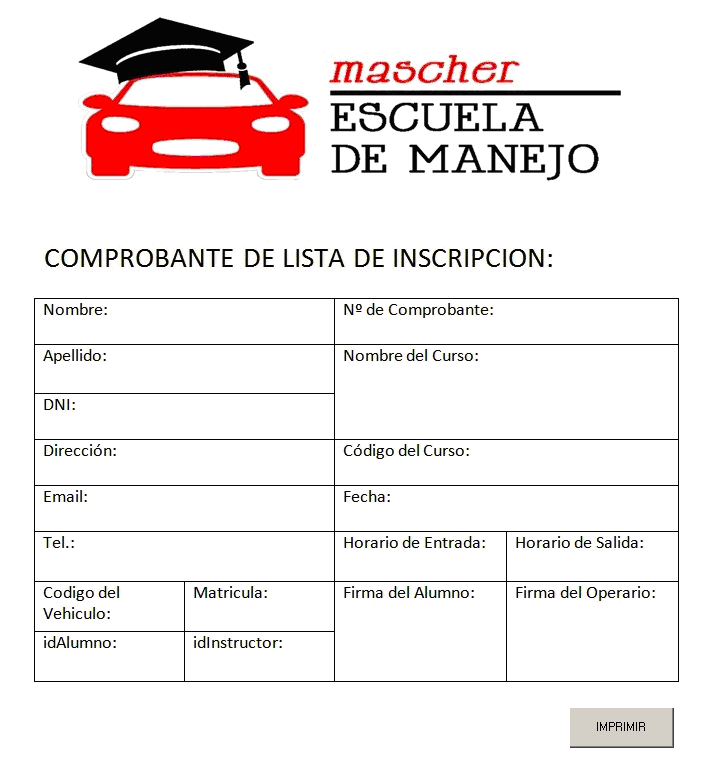 mascher
ESCUELA
DE MANEJO
COMPROBANTE DE LISTA DE INSCRIPCION:
Nombre:
Nº de Comprobante:
Apellido:
Nombre del Curso:
DNI:
Dirección:
Código del Curso:
Email:
Fecha:
Tel.:
Horario de Entrada:
Horario de Salida:
Codigo del
Vehiculo:
Matricula:
Firma del Alumno:
Firma del Operario:
idAlumno:
idInstructor:
IMPRIMIR